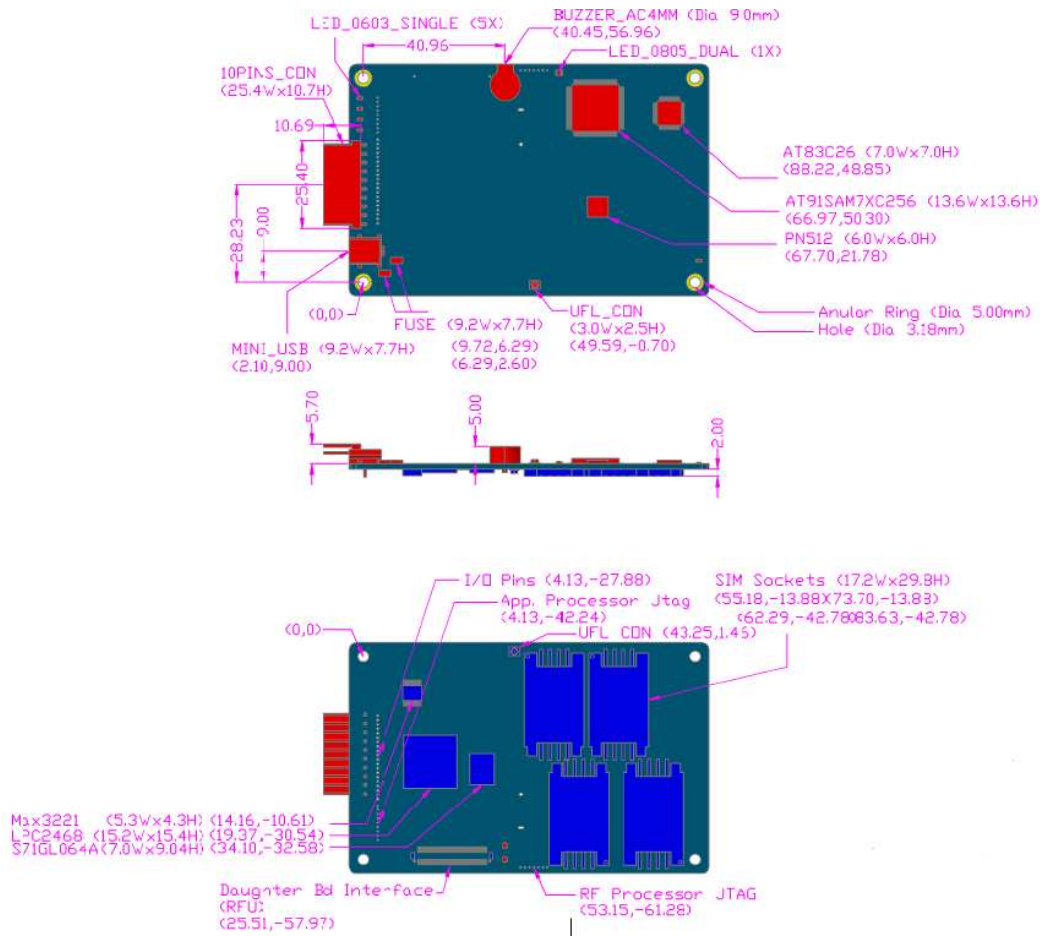 LED_0603_SINGLE (5X)
BUZZER_AC4MM (Dia 9.0mm)
(40.45,56.96)
40.96
LED_0805_DUAL (1X)
10PINS_CON
(25.4Wx10.7H)
10.69
25.40
28.23
9.00
AT83C26 (7.0Wx7.0H)
(88.22,48.85)
AT91SAM7XC256 (13.6Wx13.6H)
(66.97,50.30)
PN512 (6.0Wx6.0H)
(67.70,21.78)
(0,0)
FUSE (9.2Wx7.7H)
(9.72,6.29)
(6.29,2.60)
UFL_CON
(3.0Wx2.5H)
(49.59,-0.70)
Anular Ring (Dia 5.00mm)
Hole (Dia 3.18mm)
MINI_USB (9.2Wx7.7H)
(2.10,9.00)
5.70
5.00
2.00
I/O Pins (4.13,-27.88)
App. Processor Jtag
(4.13,-42.24)
UFL CON (43.25,1.46)
SIM Sockets (17.2Wx29.8H)
(55.18,-13.88)(73.70,-13.88)
(62.29,-42.78)(83.63,-42.78)
(0,0)
Max3221 (5.3Wx4.3H) (14.16,-10.61)
LPC2468 (15.2Wx15.4H) (19.37,-30.54)
S71GL064A(7.0Wx9.04H) (34.10,-32.58)
Daughter Bd Interface
(RFU)
(25.51,-57.97)
RF Processor JTAG
(53.15,-61.28)